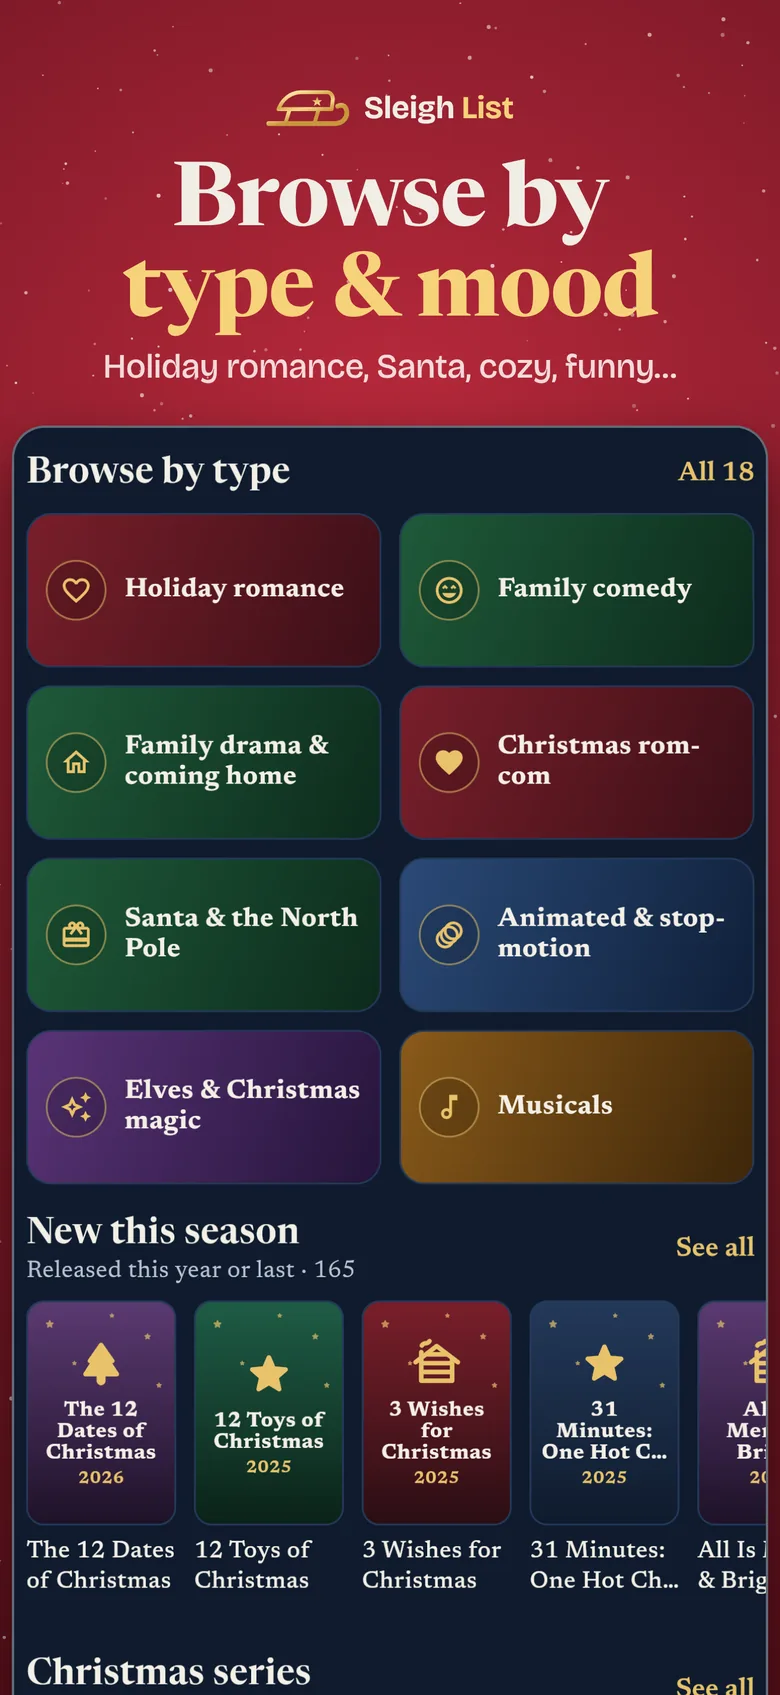 Sleigh List
Browse by
type & mood
Holiday romance, Santa, cozy, funny...
Browse by type
All 18
Holiday romance
Family comedy
Family drama &
coming home
Christmas rom-
com
Santa & the North
Pole
Animated & stop-
motion
Elves & Christmas
magic
Musicals
New this season
See all
Released this year or last · 165
The 12
Dates of
Christmas
2026
12 Toys of
Christmas
2025
3 Wishes
for
Christmas
2025
31
Minutes:
One Hot C...
2025
The 12 Dates
of Christmas
12 Toys of
Christmas
3 Wishes for
Christmas
31 Minutes:
One Hot Ch...
All Is
& Brig
Christmas series
See all